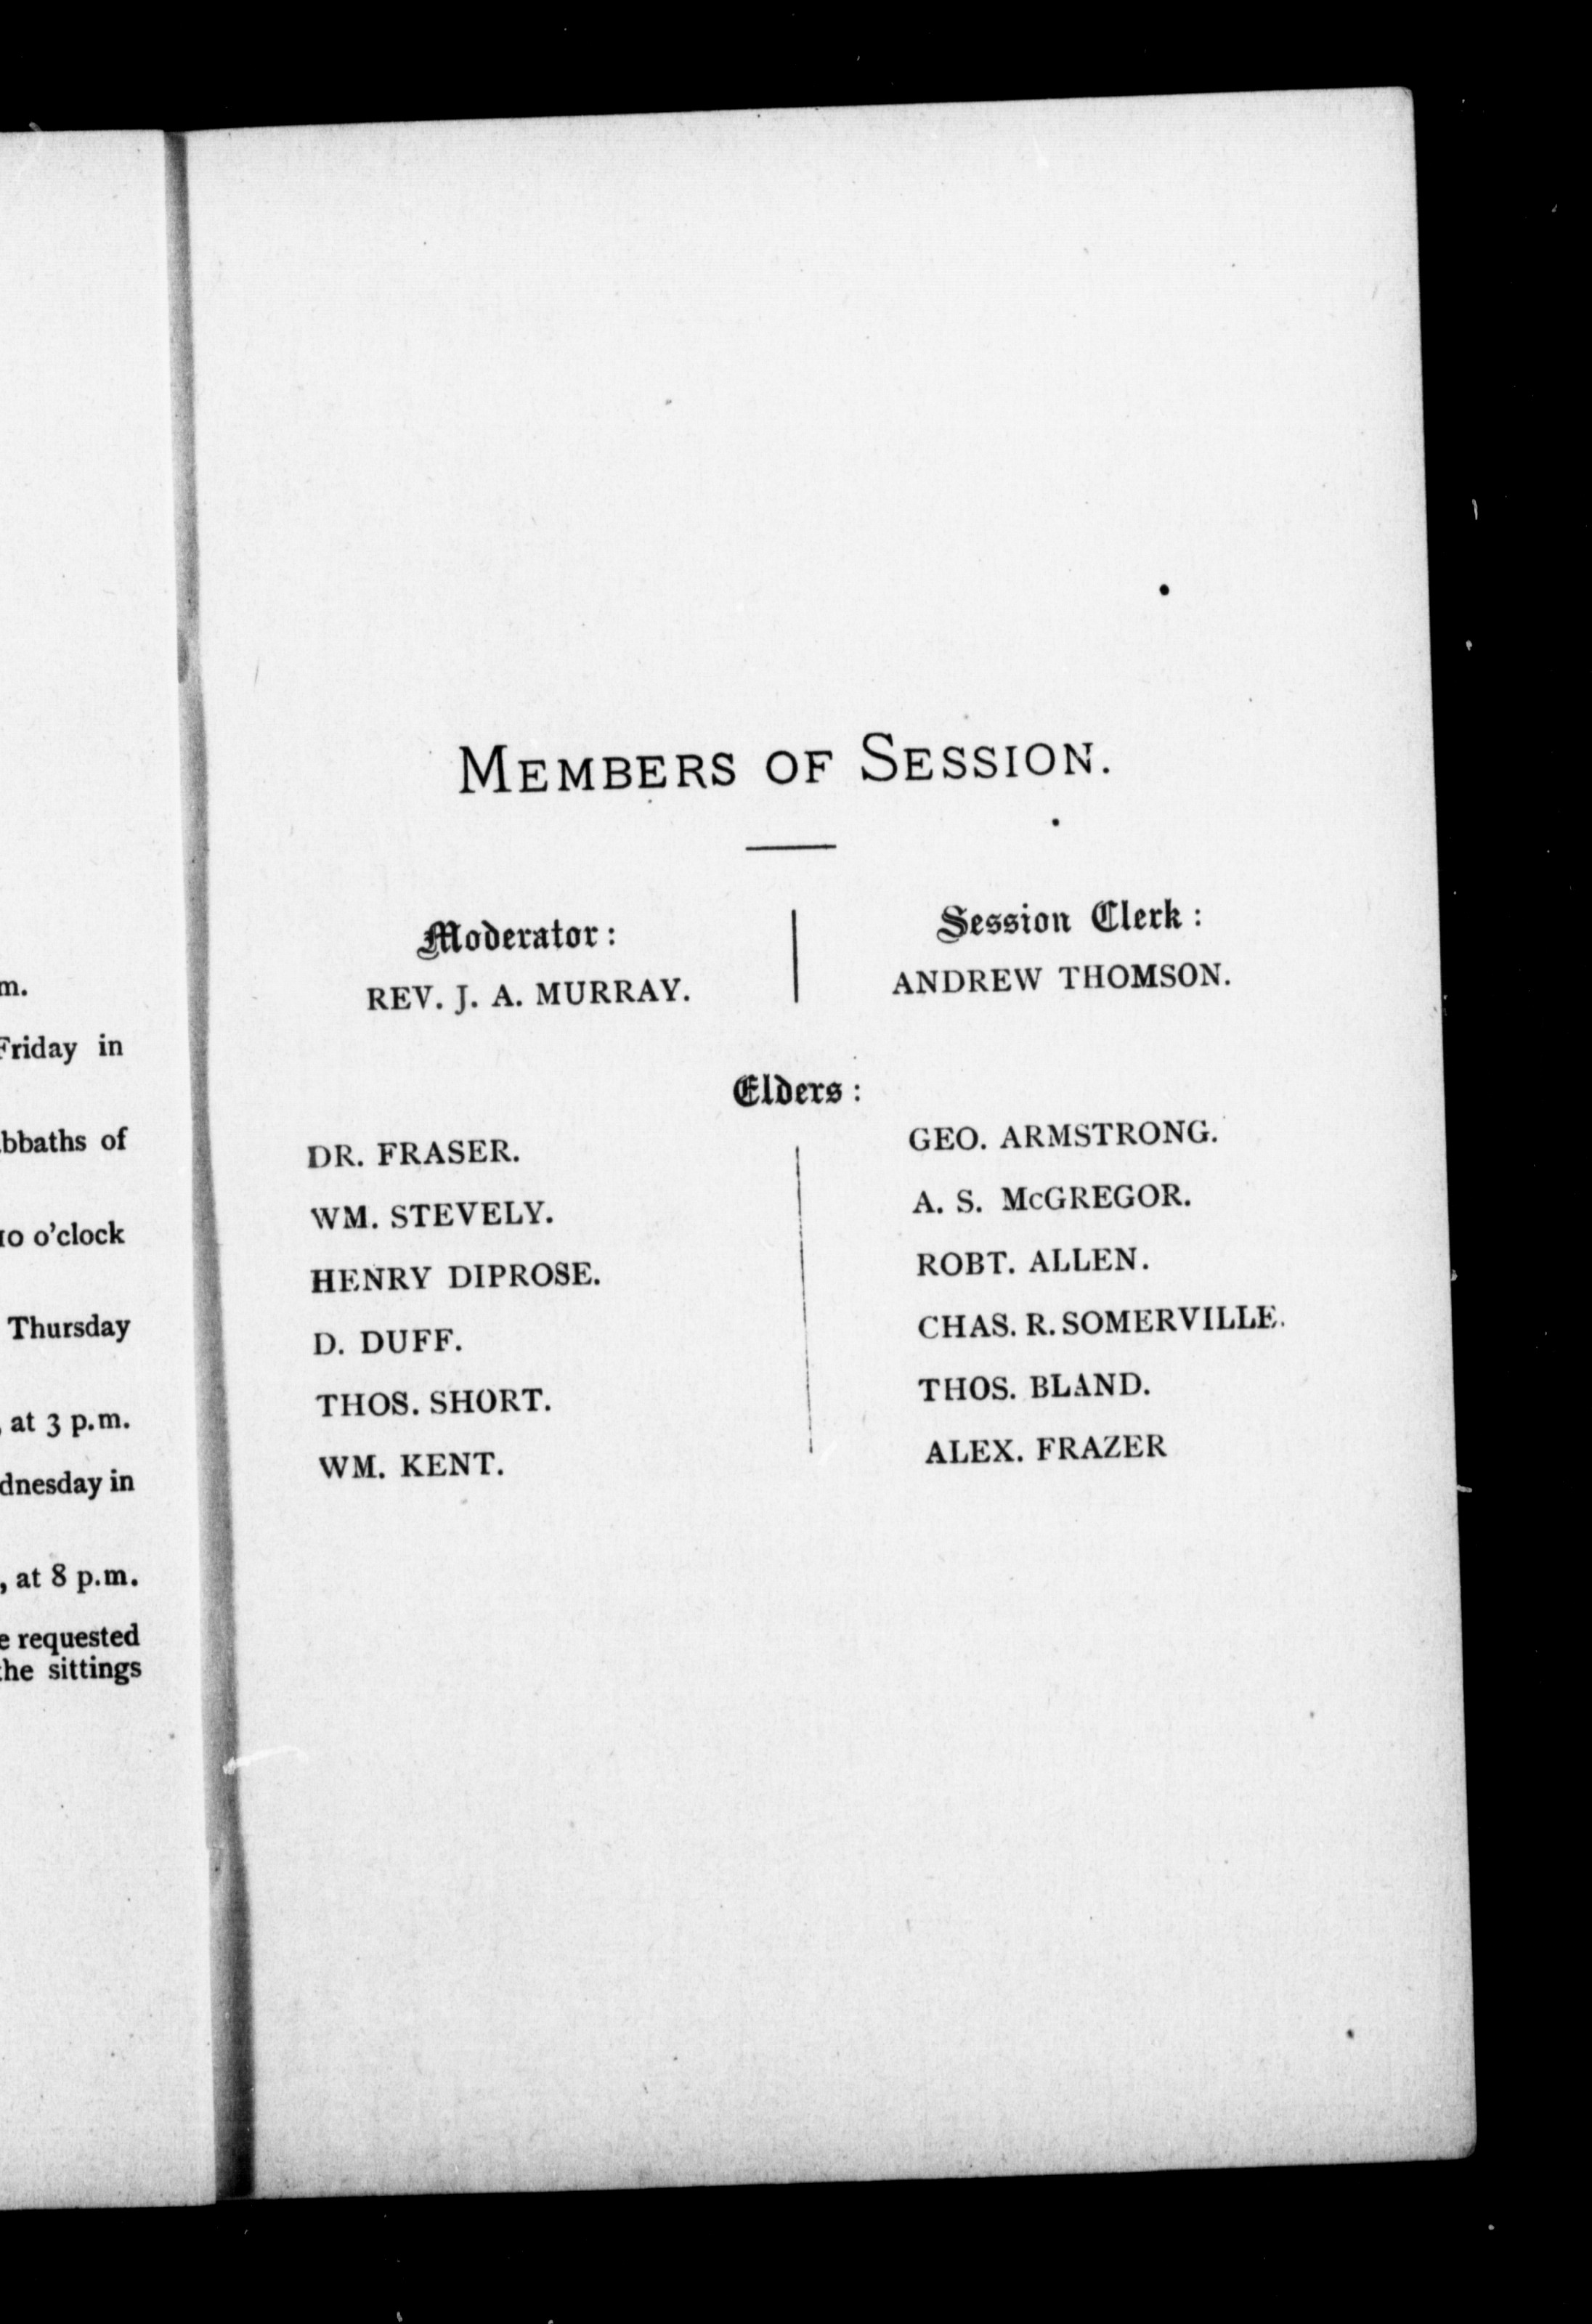 m.
Friday in
bbaths of
10 o'clock
Thursday
, at 3 p.m.
dnesday in
, at 8 p.m.
e requested
the sittings
MEMBERS OF SESSION.
Moderator:
REV. J. A. MURRAY.
Session Clerk:
ANDREW THOMSON.
Elders:
DR. FRASER.
WM. STEVELY.
HENRY DIPROSE.
D. DUFF.
THOS. SHORT.
WM. KENT.
GEO. ARMSTRONG.
A. S. McGREGOR.
ROBT. ALLEN.
CHAS. R. SOMERVILLE.
THOS. BLAND.
ALEX. FRAZER